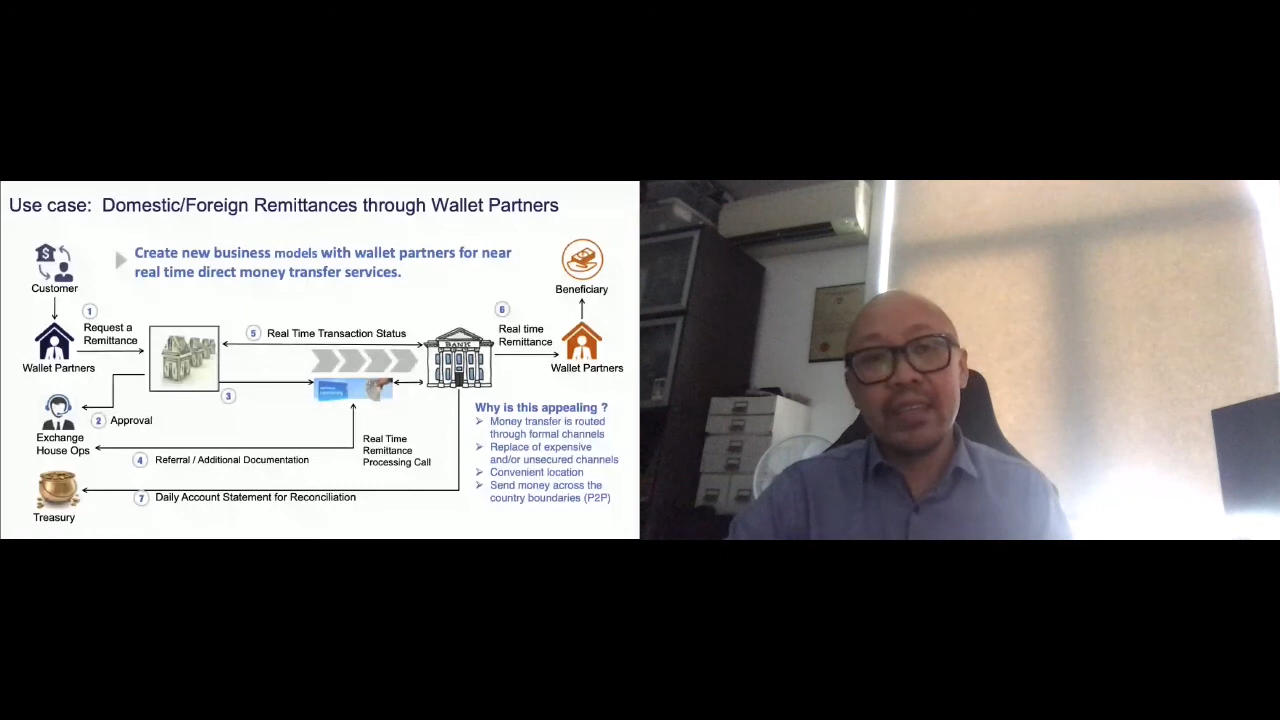 Use case: Domestic/Foreign Remittances through Wallet Partners
Create new business models with wallet partners for near
real time direct money transfer services.
Customer
Beneficiary
1
Request a
Remittance
Wallet Partners
5 Real Time Transaction Status
BANK
6
Real time
Remittance
Wallet Partners
3
2 Approval
Exchange
House Ops
4 Referral / Additional Documentation
Real Time
Remittance
Processing Call
Why is this appealing ?
Money transfer is routed
through formal channels
Replace of expensive
and/or unsecured channels
Convenient location
Send money across the
country boundaries (P2P)
7 Daily Account Statement for Reconciliation
Treasury